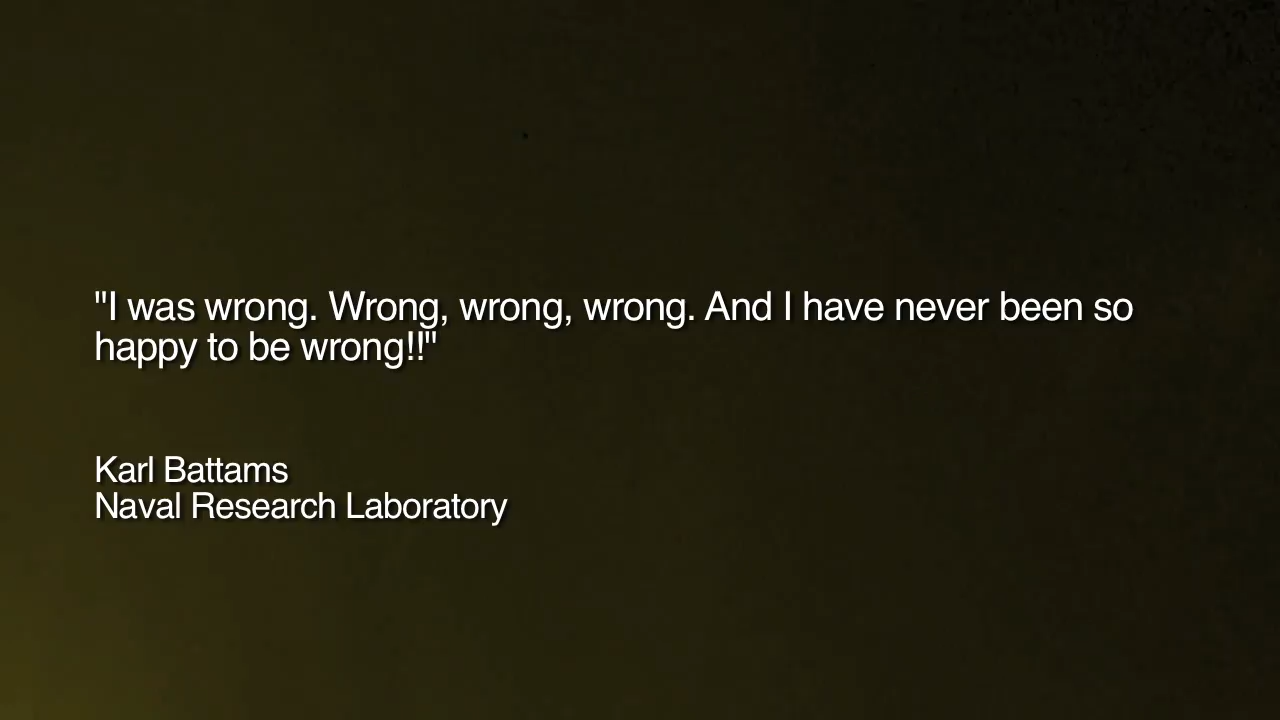 "I was wrong. Wrong, wrong, wrong. And I have never been so
happy to be wrong!!"
Karl Battams
Naval Research Laboratory